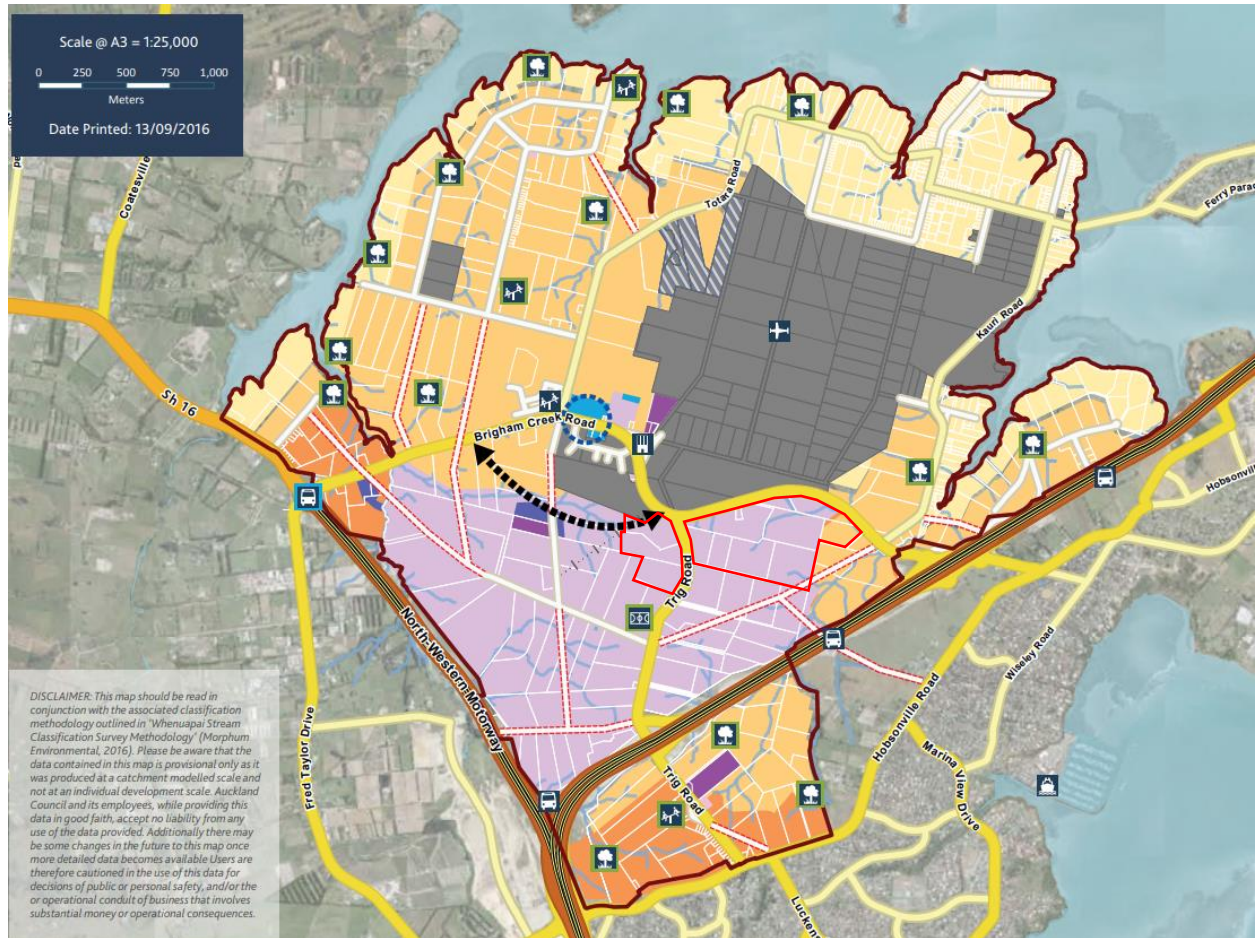 Scale @ A3 = 1:25,000
0 250 500 750 1,000
Meters
Date Printed: 13/09/2016
Coatesville
Totara Road
Ferry Parad
Kauri Road
Sh 16
Brigham Creek Road
Hobsonville
Trig Road
North-Western Motorway
Wiseley Road
Hobsonville Road
Marina View Drive
Fred Taylor Drive
Trig Road
Luckens
DISCLAIMER: This map should be read in
conjunction with the associated classification
methodology outlined in 'Whenuapai Stream
Classification Survey Methodology' (Morphum
Environmental, 2016). Please be aware that the
data contained in this map is provisional only as it
was produced at a catchment modelled scale and
not at an individual development scale. Auckland
Council and its employees, while providing this
data in good faith, accept no liability from any
use of the data provided. Additionally there may
be some changes in the future to this map once
more detailed data becomes available Users are
therefore cautioned in the use of this data for
decisions of public or personal safety, and/or the
or operational conduit of business that involves
substantial money or operational consequences.